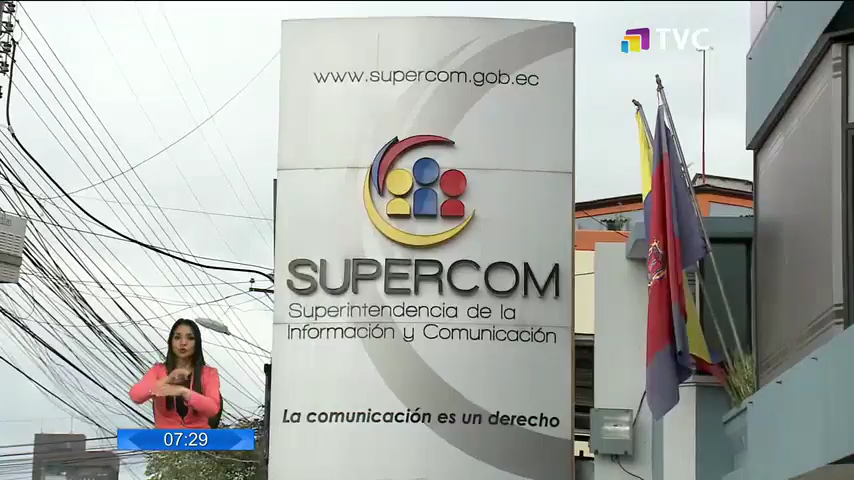 TVC
www.supercom.gob.ec
SUPERCOM
Superintendencia de la
Información y Comunicación
La comunicación es un derecho
07:29